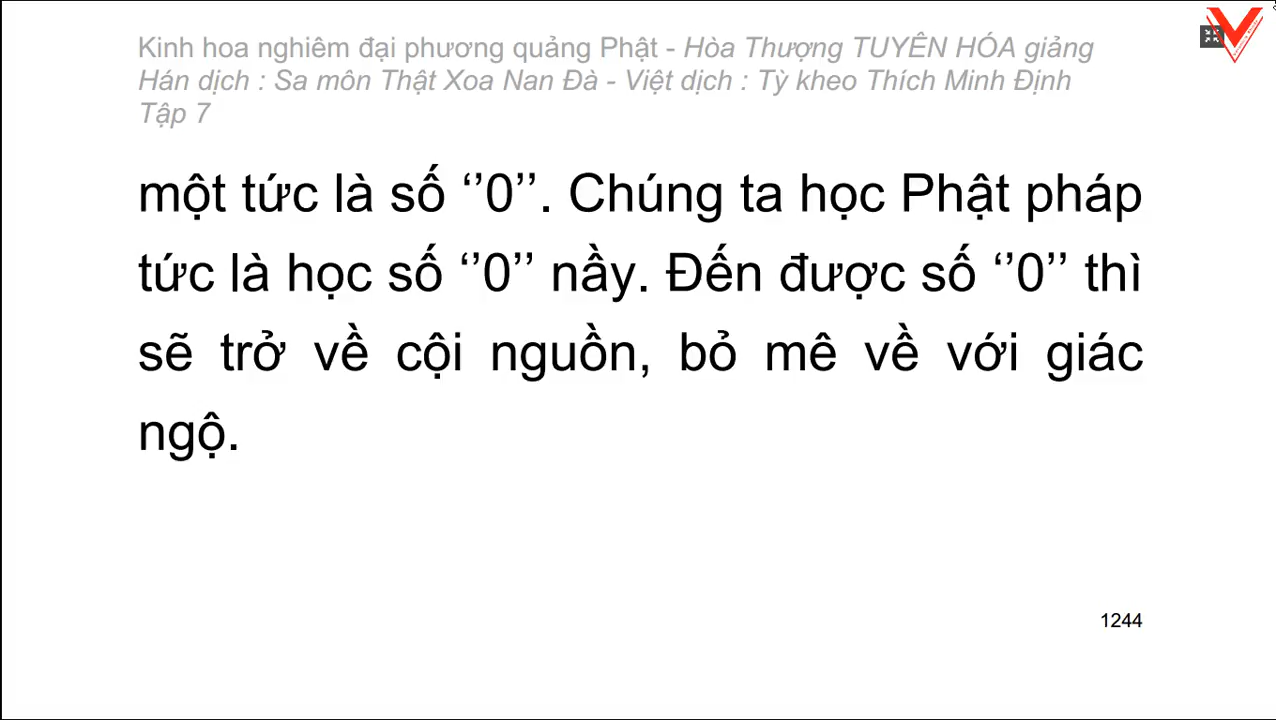 Kinh hoa nghiêm đại phương quảng Phật - Hòa Thượng TUYÊN HÓA giảng
Hán dịch : Sa môn Thật Xoa Nan Đà - Việt dịch : Tỳ kheo Thích Minh Định
Tập 7
một tức là số ‘’0’’. Chúng ta học Phật pháp
tức là học số ‘’0’’ nầy. Đến được số ‘’0’’ thì
sẽ trở về cội nguồn, bỏ mê về với giác
ngộ.
1244